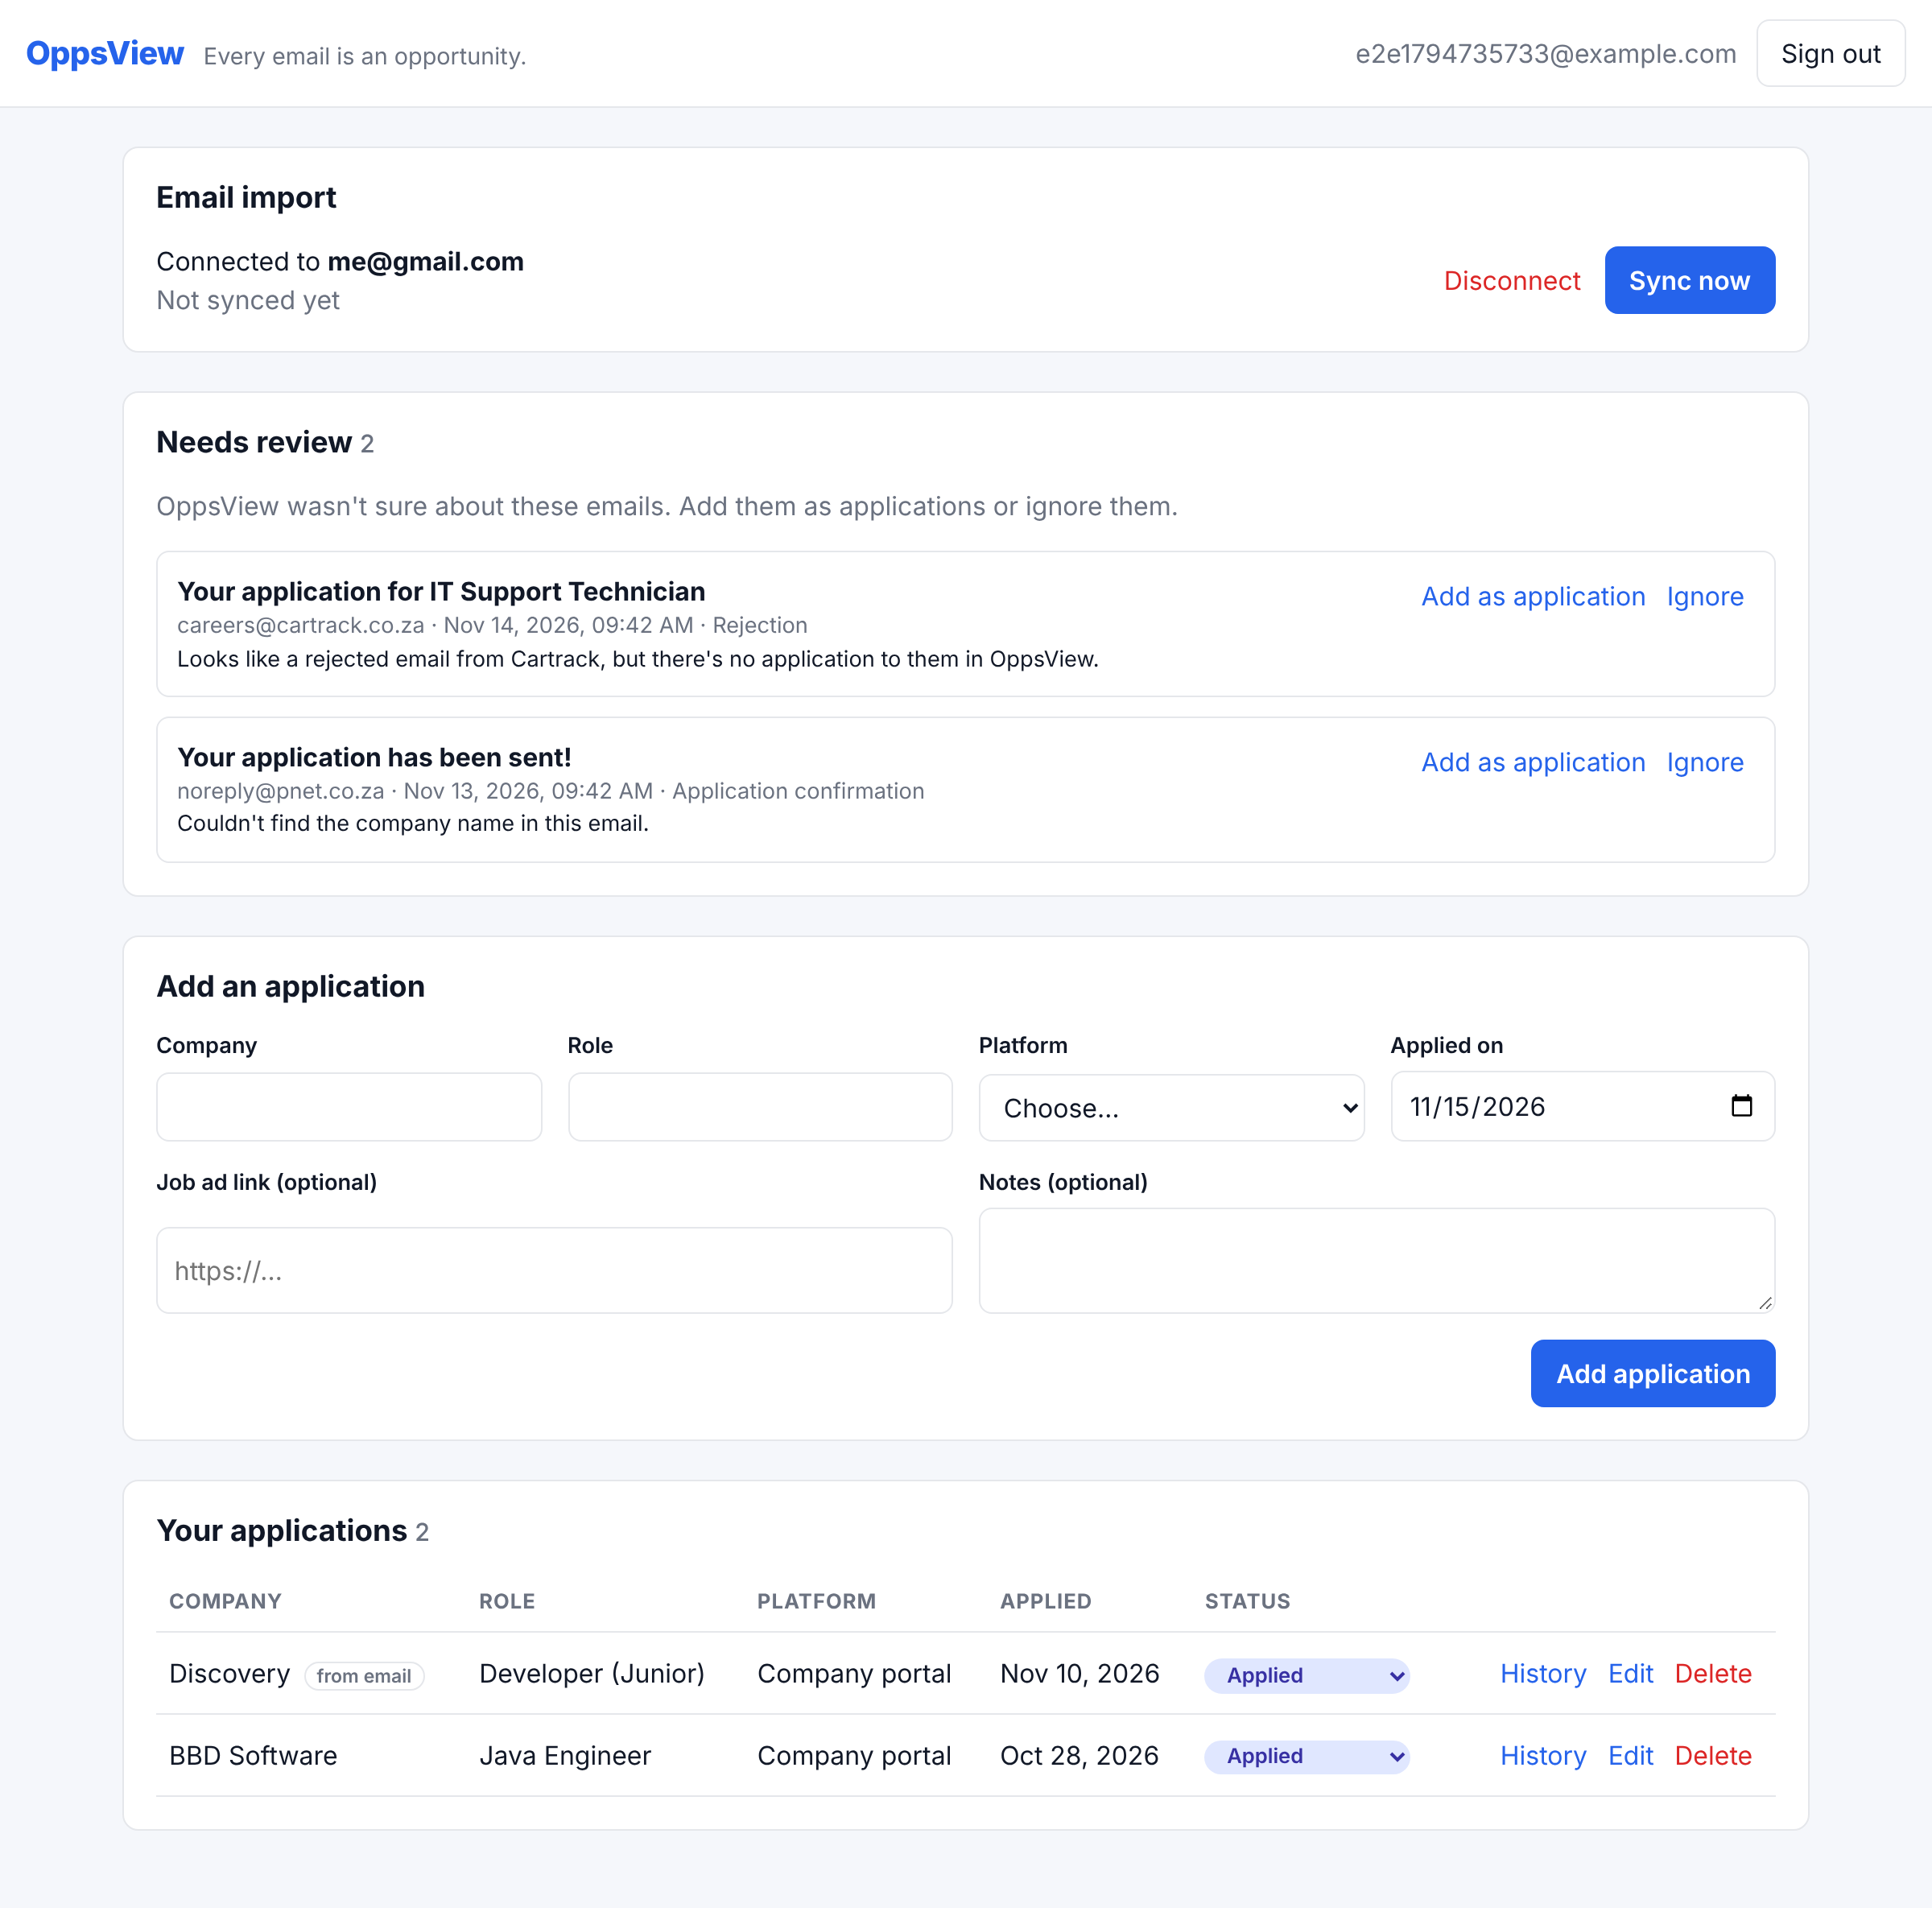 OppsView Every email is an opportunity. e2e1794735733@example.com Sign out
Email import
Connected to me@gmail.com
Not synced yet
Disconnect Sync now
Needs review 2
OppsView wasn't sure about these emails. Add them as applications or ignore them.
Your application for IT Support Technician
careers@cartrack.co.za · Nov 14, 2026, 09:42 AM · Rejection
Looks like a rejected email from Cartrack, but there's no application to them in OppsView.
Add as application Ignore
Your application has been sent!
noreply@pnet.co.za · Nov 13, 2026, 09:42 AM · Application confirmation
Couldn't find the company name in this email.
Add as application Ignore
Add an application
Company Role Platform Applied on
Choose... 11/15/2026
Job ad link (optional) Notes (optional)
https://...
Add application
Your applications 2
COMPANY ROLE PLATFORM APPLIED STATUS
Discovery from email Developer (Junior) Company portal Nov 10, 2026 Applied History Edit Delete
BBD Software Java Engineer Company portal Oct 28, 2026 Applied History Edit Delete